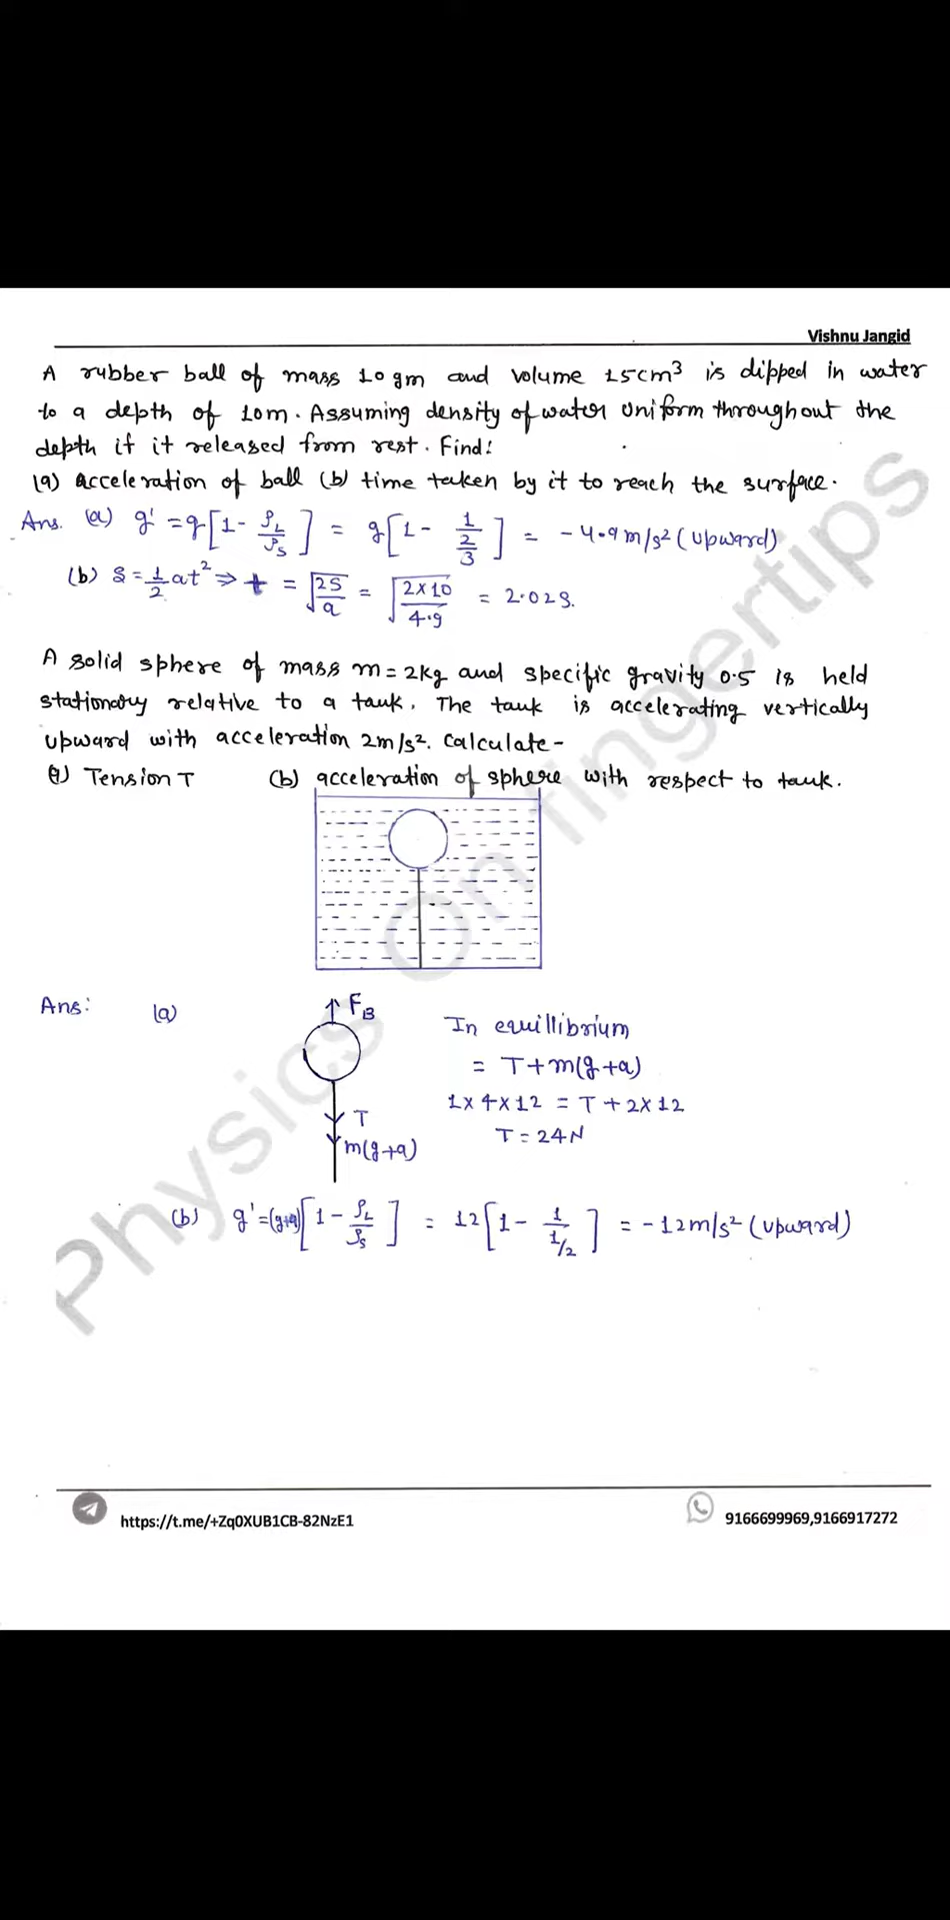 Vishnu Jangid
A rubber ball of mass 10 gm and volume 15cm³ is dipped in water
to a depth of 10m. Assuming density of water uniform throughout the
depth if it released from rest. Find:
(a) acceleration of ball (b) time taken by it to reach the surface.
Ans. (a) g' = g[1 - ρL/ρs] = g[1 - 1/(2/3)] = -4.9 m/s² (upward)
(b) S = 1/2 at² ⇒ t = √(2S/a) = √(2×10/4.9) = 2.02 S.
A solid sphere of mass m = 2kg and specific gravity 0.5 is held
stationary relative to a tank. The tank is accelerating vertically
upward with acceleration 2m/s². Calculate-
(a) Tension T (b) acceleration of sphere with respect to tank.
Ans: (a)
FB
In equillibrium
= T+m(g+a)
1×4×12 = T+2×12
T = 24N
T
m(g+a)
(b) g' = (g+a)[1 - ρL/ρs] = 12[1 - 1/(1/2)] = -12m/s² (upward)
Physics On fingertips
https://t.me/+Zq0XUB1CB-82NzE1
9166699969,9166917272